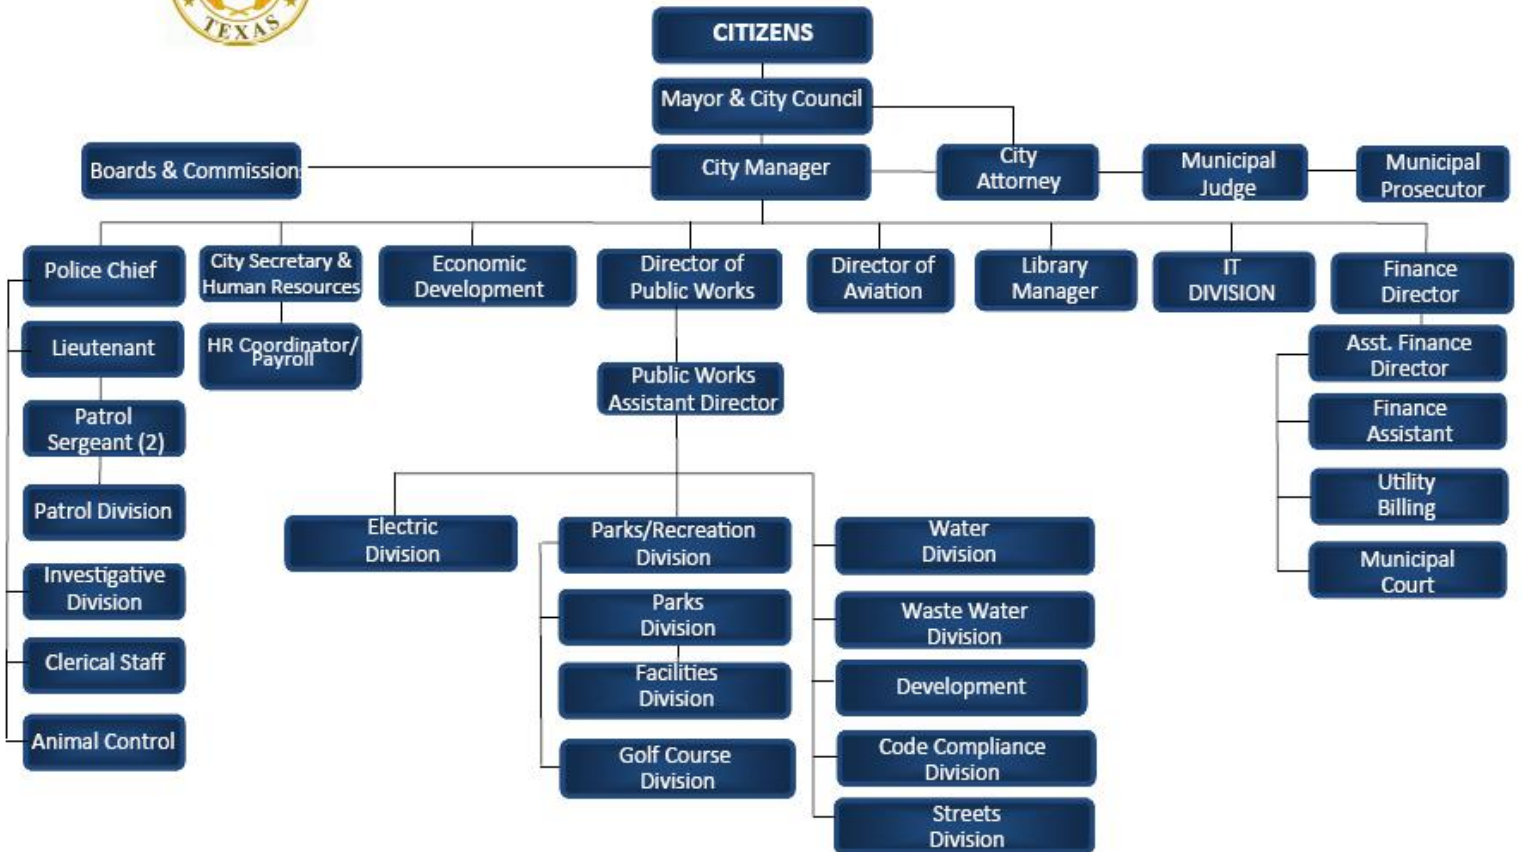 TEXAS
CITIZENS
Mayor & City Council
Boards & Commission
City Manager
City
Attorney
Municipal
Judge
Municipal
Prosecutor
Police Chief
City Secretary &
Human Resources
Economic
Development
Director of
Public Works
Director of
Aviation
Library
Manager
IT
DIVISION
Finance
Director
Lieutenant
HR Coordinator/
Payroll
Public Works
Assistant Director
Asst. Finance
Director
Patrol
Sergeant (2)
Finance
Assistant
Patrol Division
Utility
Billing
Electric
Division
Parks/Recreation
Division
Water
Division
Municipal
Court
Investigative
Division
Parks
Division
Waste Water
Division
Clerical Staff
Facilities
Division
Development
Animal Control
Golf Course
Division
Code Compliance
Division
Streets
Division